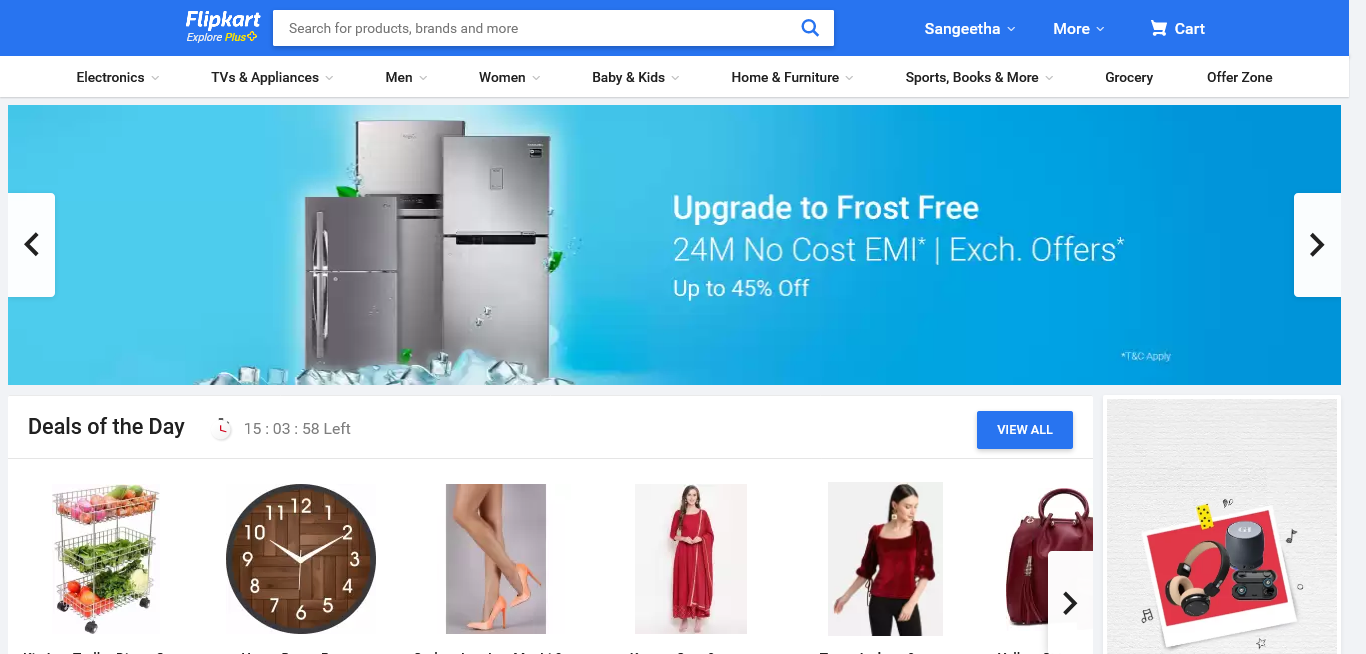 Flipkart
Explore Plus
Search for products, brands and more
Sangeetha
More
Cart
Electronics
TVs & Appliances
Men
Women
Baby & Kids
Home & Furniture
Sports, Books & More
Grocery
Offer Zone
Upgrade to Frost Free
24M No Cost EMI* | Exch. Offers*
Up to 45% Off
*T&C Apply
Deals of the Day
15 : 03 : 58 Left
VIEW ALL
11 12 1
10 2
9 3
8 4
7 6 5